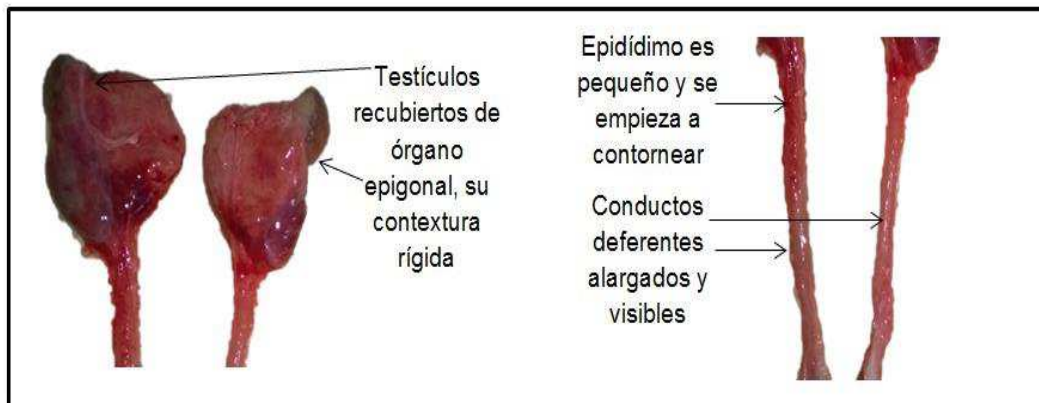 Testículos
recubiertos de
órgano
epigonal, su
contextura
rígida
Epidídimo es
pequeño y se
empieza a
contornear
Conductos
deferentes
alargados y
visibles